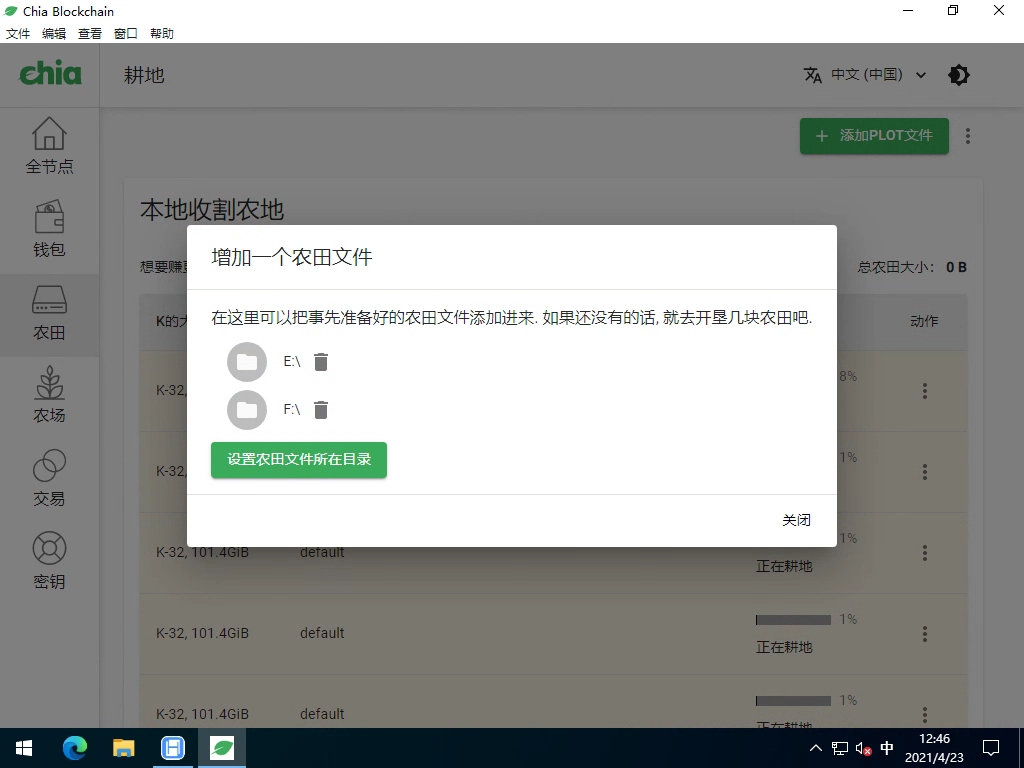 Chia Blockchain
文件 编辑 查看 窗口 帮助
chia
耕地
中文 (中国)
全节点
钱包
农田
农场
交易
密钥
+ 添加PLOT文件
本地收割农地
想要赚
总农田大小: 0 B
K的大
动作
增加一个农田文件
在这里可以把事先准备好的农田文件添加进来. 如果还没有的话, 就去开垦几块农田吧.
E:\
F:\
设置农田文件所在目录
关闭
K-32,
8%
K-32,
1%
K-32, 101.4GiB default 1%
正在耕地
K-32, 101.4GiB default 1%
正在耕地
K-32, 101.4GiB default 1%
正在耕地
中
12:46
2021/4/23